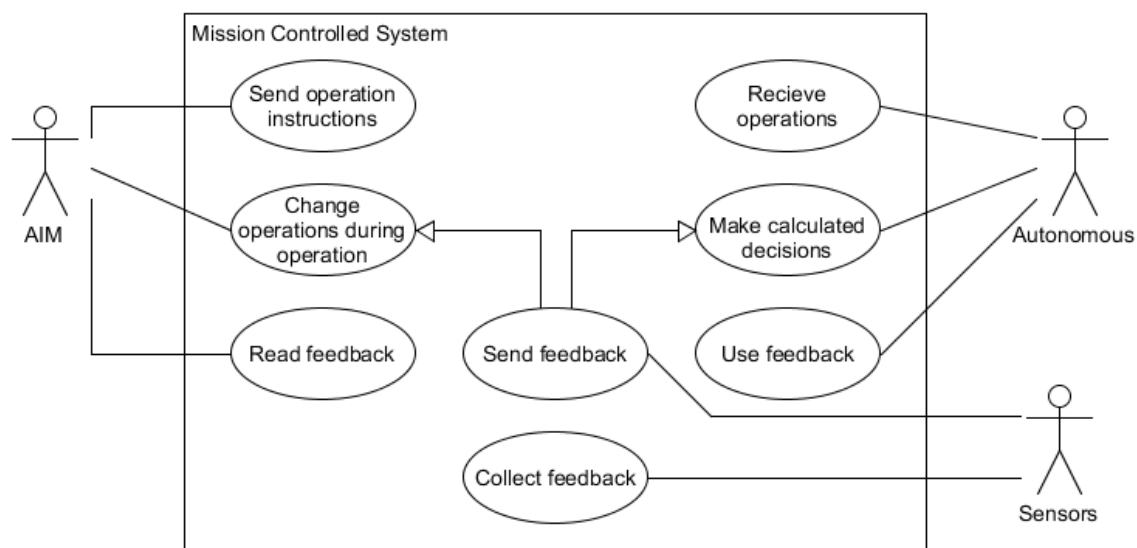 Mission Controlled System
Send operation
instructions
Recieve
operations
AIM
Change
operations during
operation
Make calculated
decisions
Autonomous
Read feedback
Send feedback
Use feedback
Collect feedback
Sensors